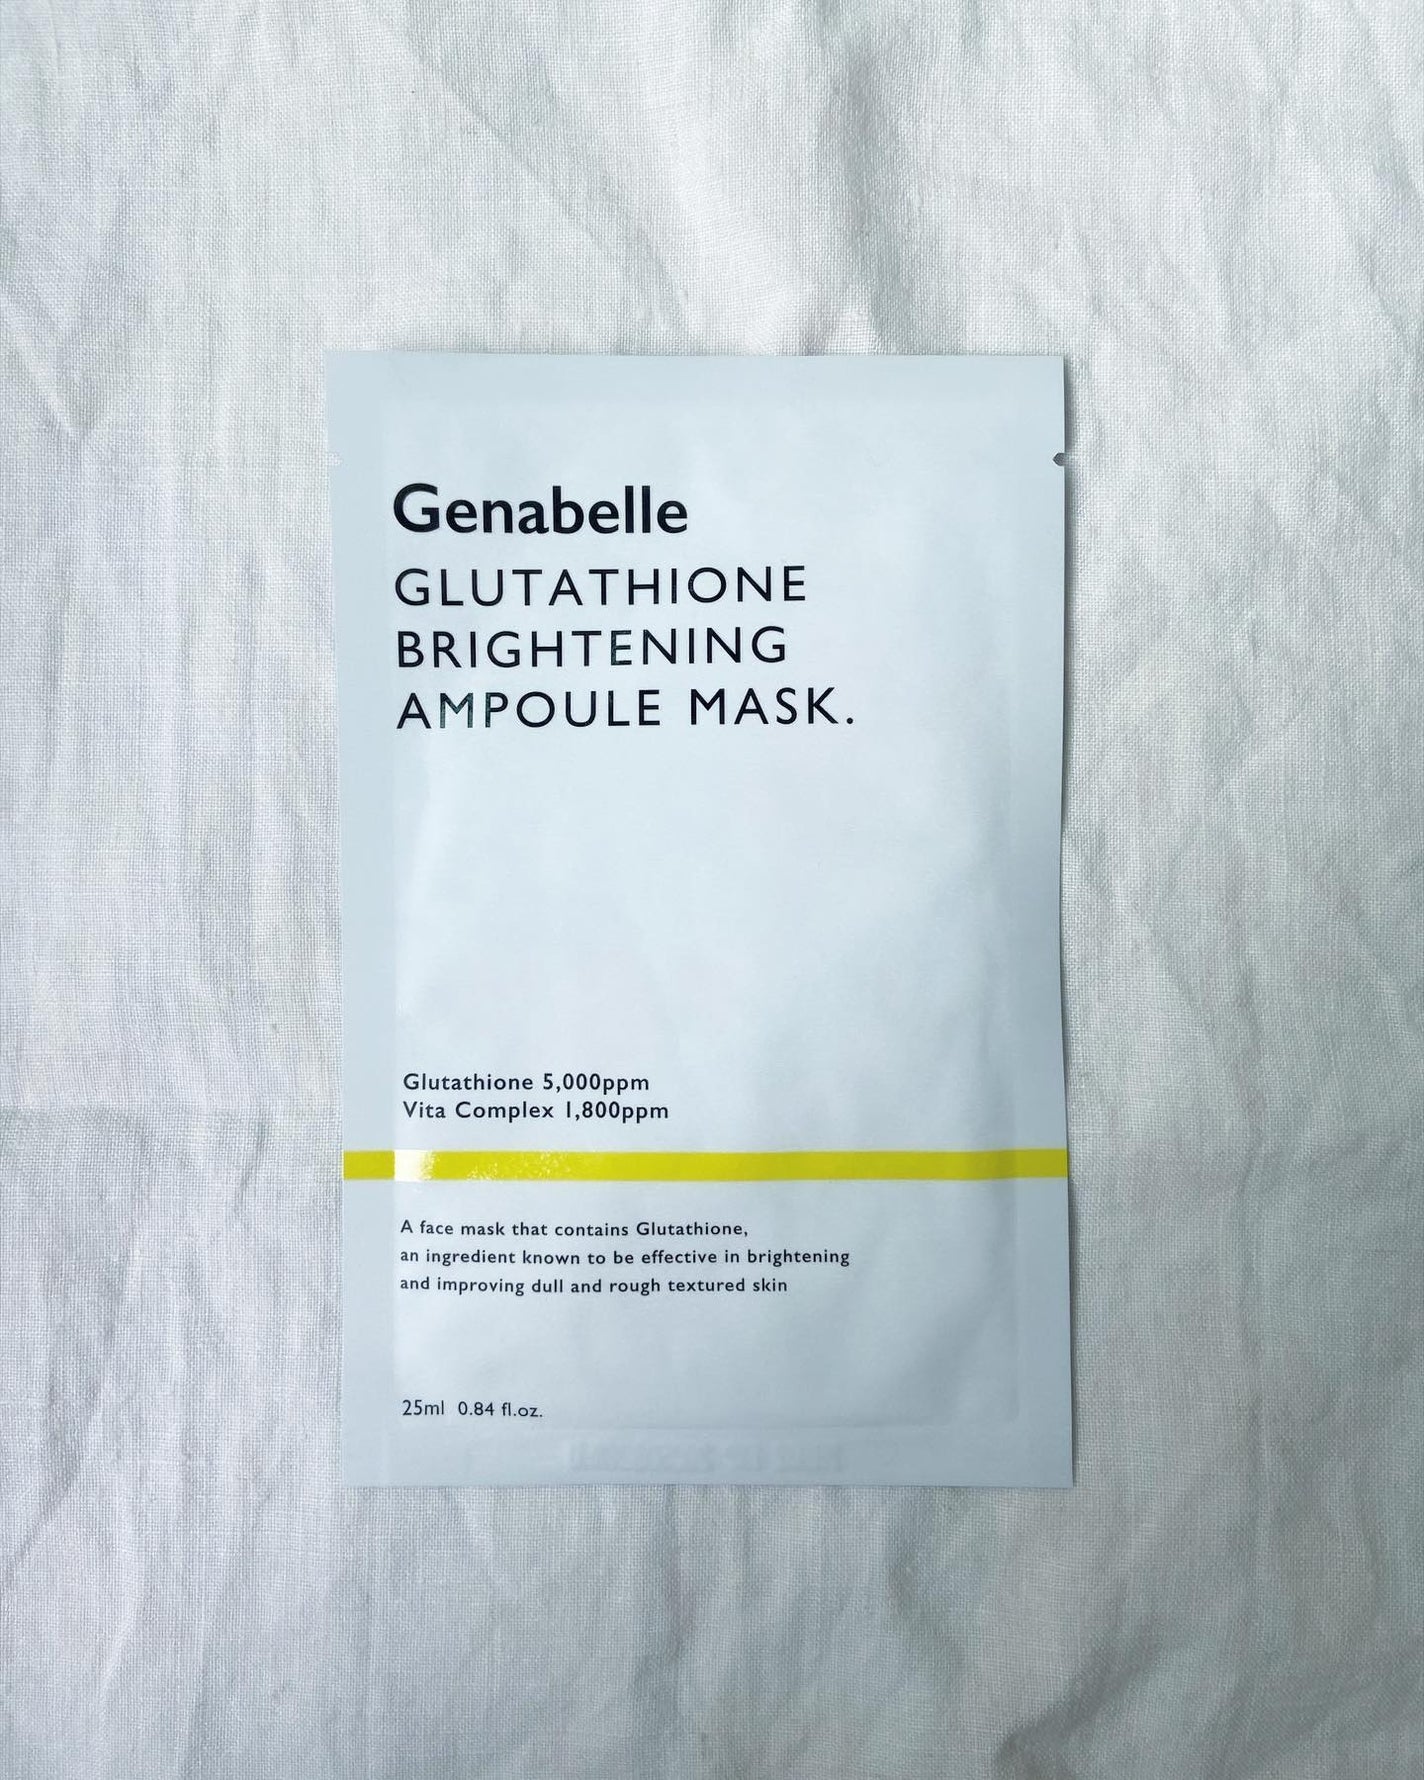 Genabelle
GLUTATHIONE
BRIGHTENING
AMPOULE MASK.
Glutathione 5,000ppm
Vita Complex 1,800ppm
A face mask that contains Glutathione,
an ingredient known to be effective in brightening
and improving dull and rough textured skin
25ml 0.84 fl.oz.